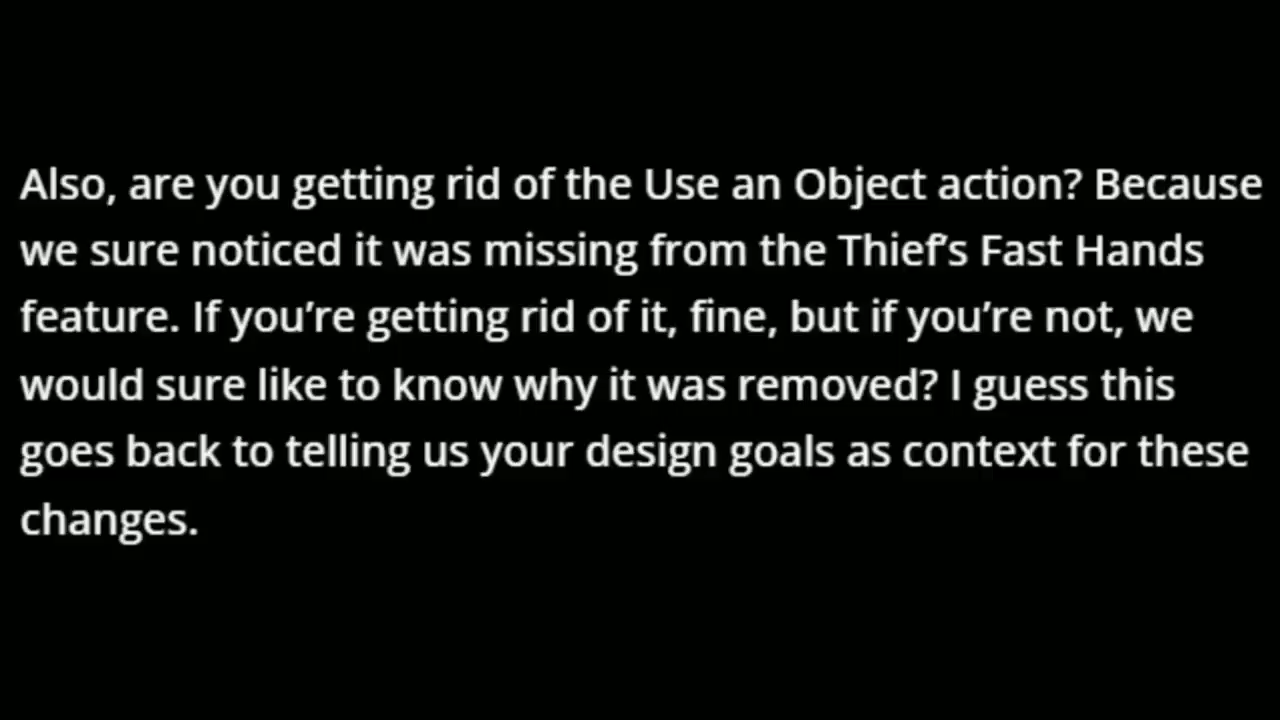 Also, are you getting rid of the Use an Object action? Because
we sure noticed it was missing from the Thief's Fast Hands
feature. If you’re getting rid of it, fine, but if you’re not, we
would sure like to know why it was removed? I guess this
goes back to telling us your design goals as context for these
changes.